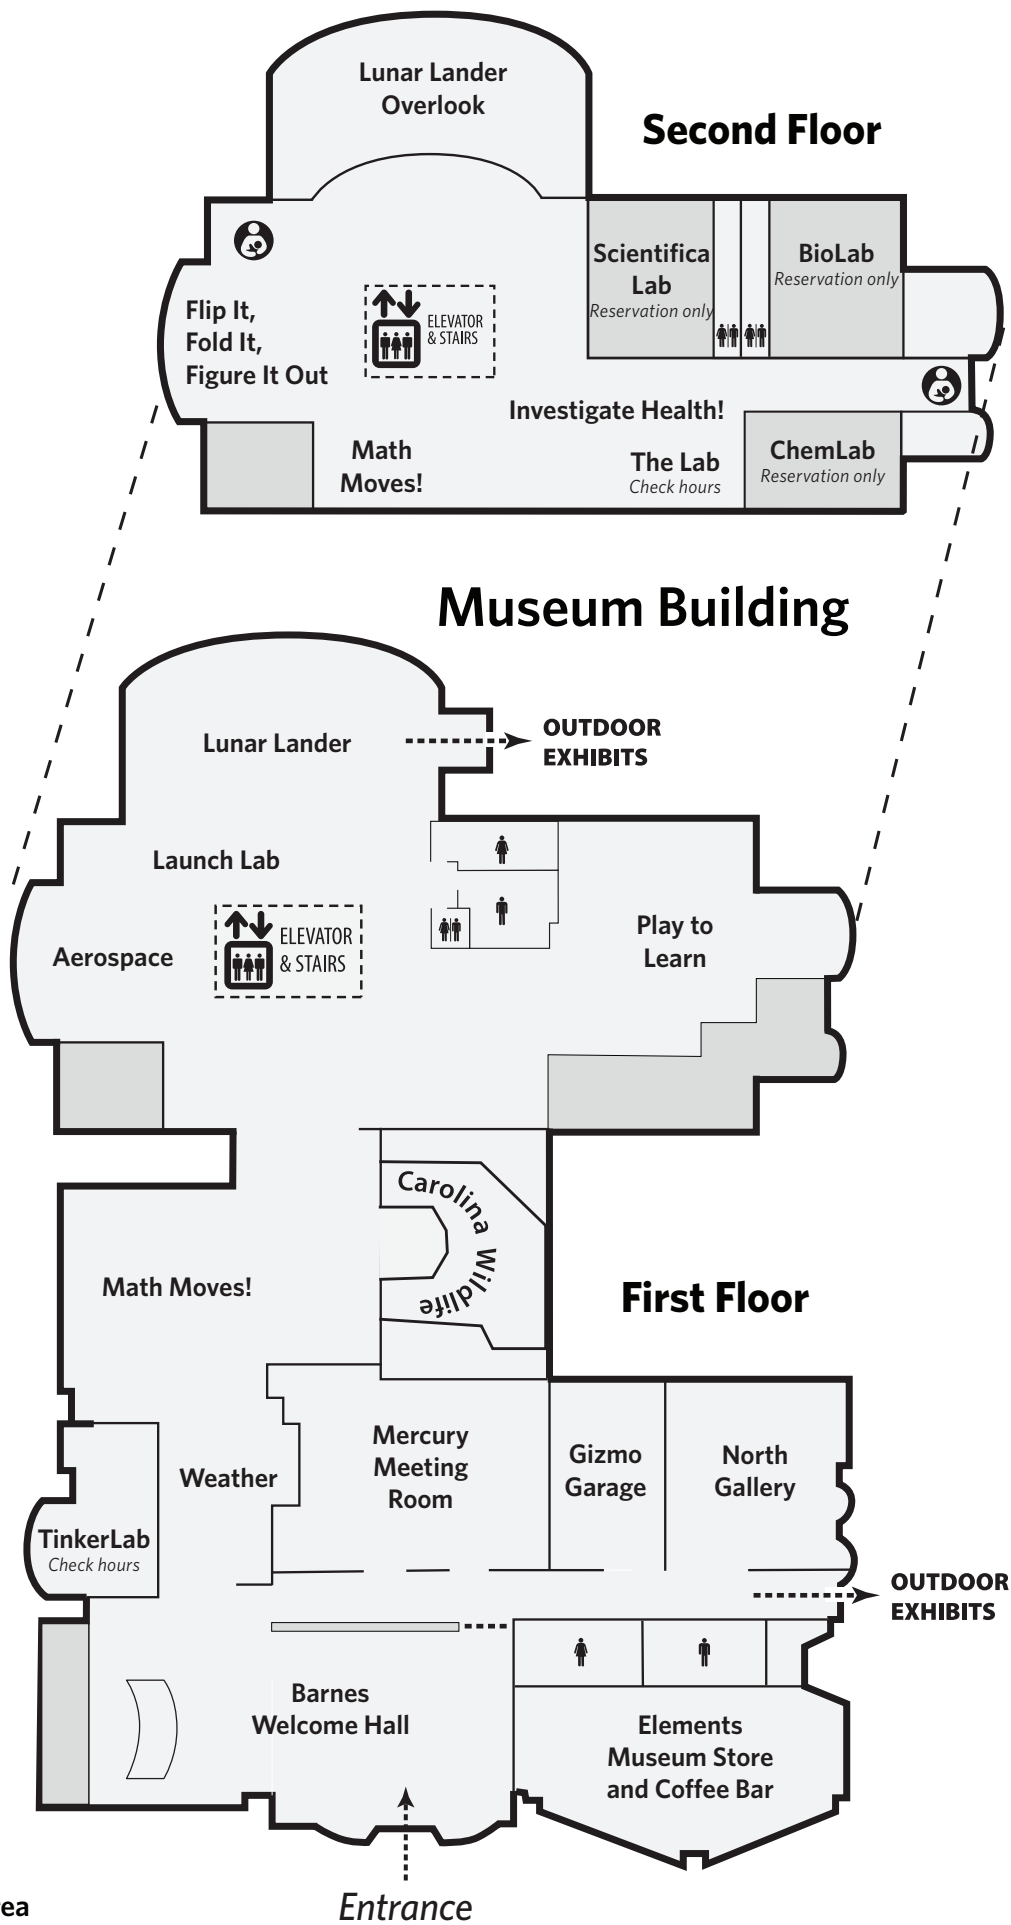 Lunar Lander
Overlook
Second Floor
Scientifica
Lab
Reservation only
BioLab
Reservation only
Flip It,
Fold It,
Figure It Out
ELEVATOR
& STAIRS
Investigate Health!
Math
Moves!
The Lab
Check hours
ChemLab
Reservation only
Museum Building
Lunar Lander
OUTDOOR
EXHIBITS
Launch Lab
Aerospace
ELEVATOR
& STAIRS
Play to
Learn
Carolina Wildlife
Math Moves!
First Floor
Mercury
Meeting
Room
Gizmo
Garage
North
Gallery
Weather
TinkerLab
Check hours
OUTDOOR
EXHIBITS
Barnes
Welcome Hall
Elements
Museum Store
and Coffee Bar
Entrance